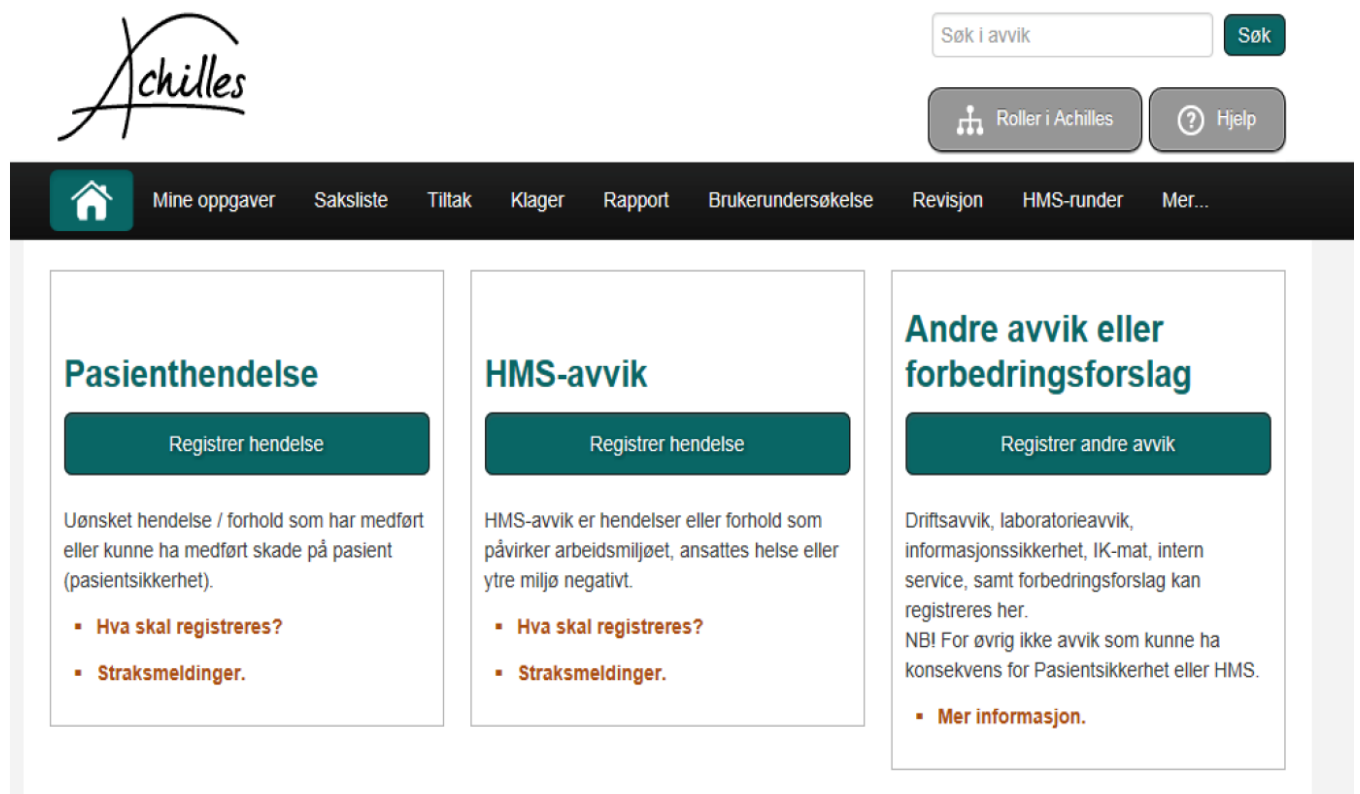 Achilles
Søk i avvik
Søk
Roller i Achilles
Hjelp
Mine oppgaver
Saksliste
Tiltak
Klager
Rapport
Brukerundersøkelse
Revisjon
HMS-runder
Mer...
Pasienthendelse
Registrer hendelse
Uønsket hendelse / forhold som har medført
eller kunne ha medført skade på pasient
(pasientsikkerhet).
Hva skal registreres?
Straksmeldinger.
HMS-avvik
Registrer hendelse
HMS-avvik er hendelser eller forhold som
påvirker arbeidsmiljøet, ansattes helse eller
ytre miljø negativt.
Hva skal registreres?
Straksmeldinger.
Andre avvik eller
forbedringsforslag
Registrer andre avvik
Driftsavvik, laboratorieavvik,
informasjonssikkerhet, IK-mat, intern
service, samt forbedringsforslag kan
registreres her.
NB! For øvrig ikke avvik som kunne ha
konsekvens for Pasientsikkerhet eller HMS.
Mer informasjon.